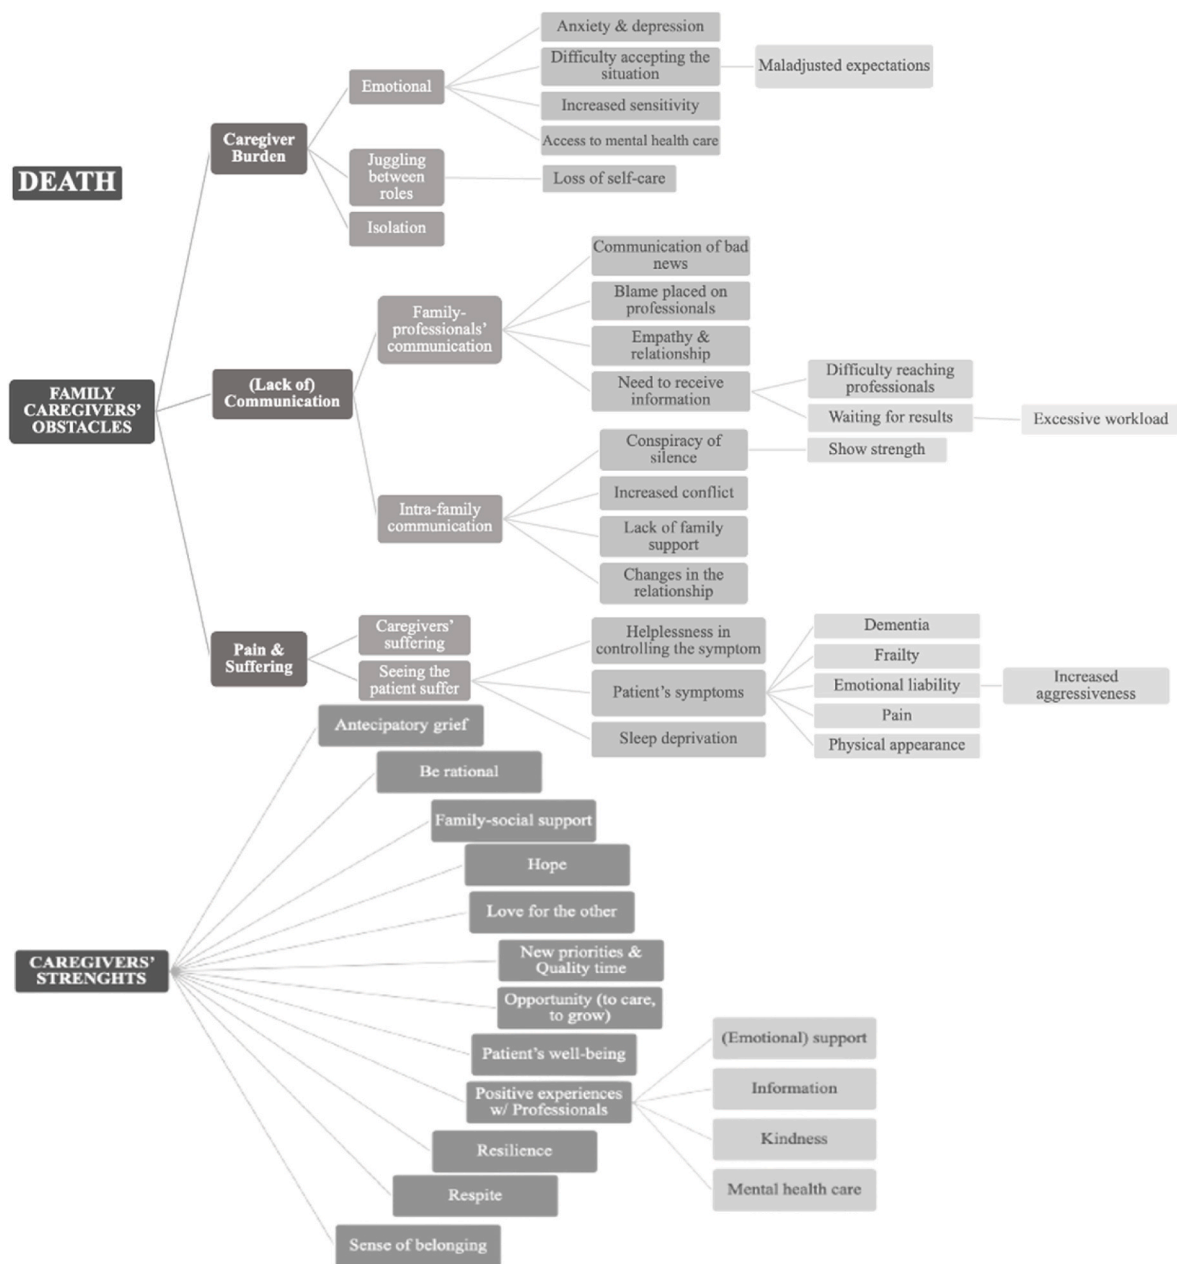 DEATH
FAMILY
CAREGIVERS'
OBSTACLES
Caregiver
Burden
Emotional
Anxiety & depression
Difficulty accepting the
situation
Maladjusted expectations
Increased sensitivity
Access to mental health care
Juggling
between
roles
Loss of self-care
Isolation
(Lack of)
Communication
Family-
professionals'
communication
Communication of bad
news
Blame placed on
professionals
Empathy &
relationship
Need to receive
information
Difficulty reaching
professionals
Waiting for results
Excessive workload
Intra-family
communication
Conspiracy of
silence
Show strength
Increased conflict
Lack of family
support
Changes in the
relationship
Pain &
Suffering
Caregivers'
suffering
Seeing the
patient suffer
Helplessness in
controlling the symptom
Patient's symptoms
Dementia
Frailty
Emotional liability
Increased
aggressiveness
Pain
Physical appearance
Sleep deprivation
CAREGIVERS'
STRENGHTS
Antecipatory grief
Be rational
Family-social support
Hope
Love for the other
New priorities &
Quality time
Opportunity (to care,
to grow)
Patient's well-being
Positive experiences
w/ Professionals
(Emotional) support
Information
Kindness
Mental health care
Resilience
Respite
Sense of belonging